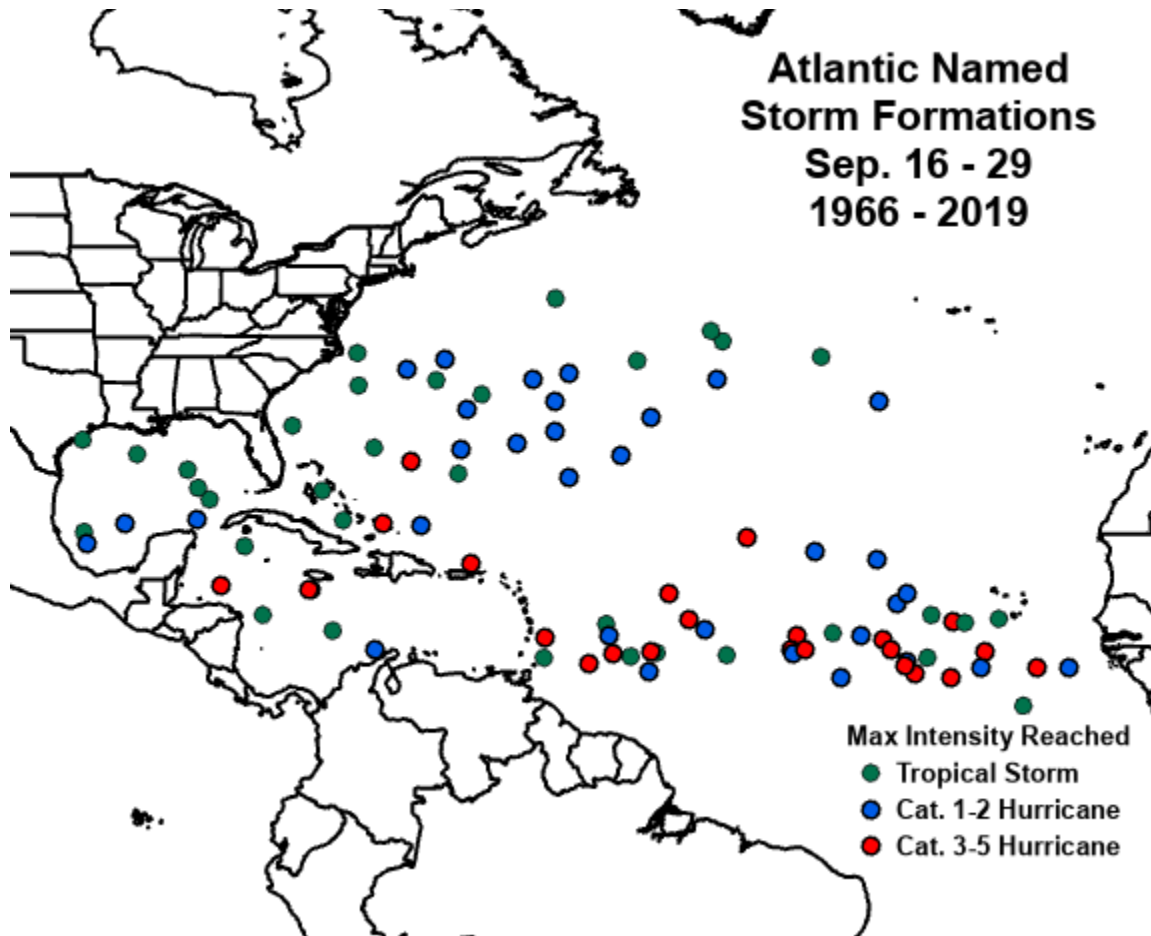 Atlantic Named
Storm Formations
Sep. 16 - 29
1966 - 2019
Max Intensity Reached
Tropical Storm
Cat. 1-2 Hurricane
Cat. 3-5 Hurricane